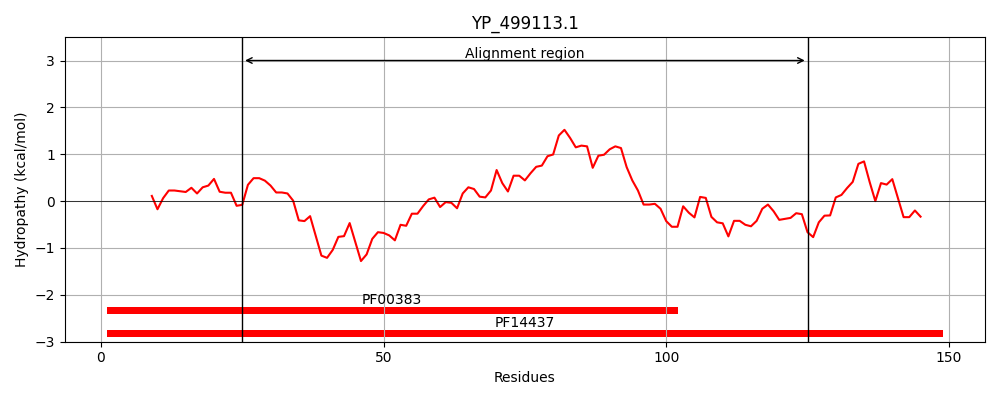 YP_499113.1
Alignment region
3
2
1
0
−1
−2
−3
Hydropathy (kcal/mol)
PF00383
PF14437
0
50
100
150
Residues